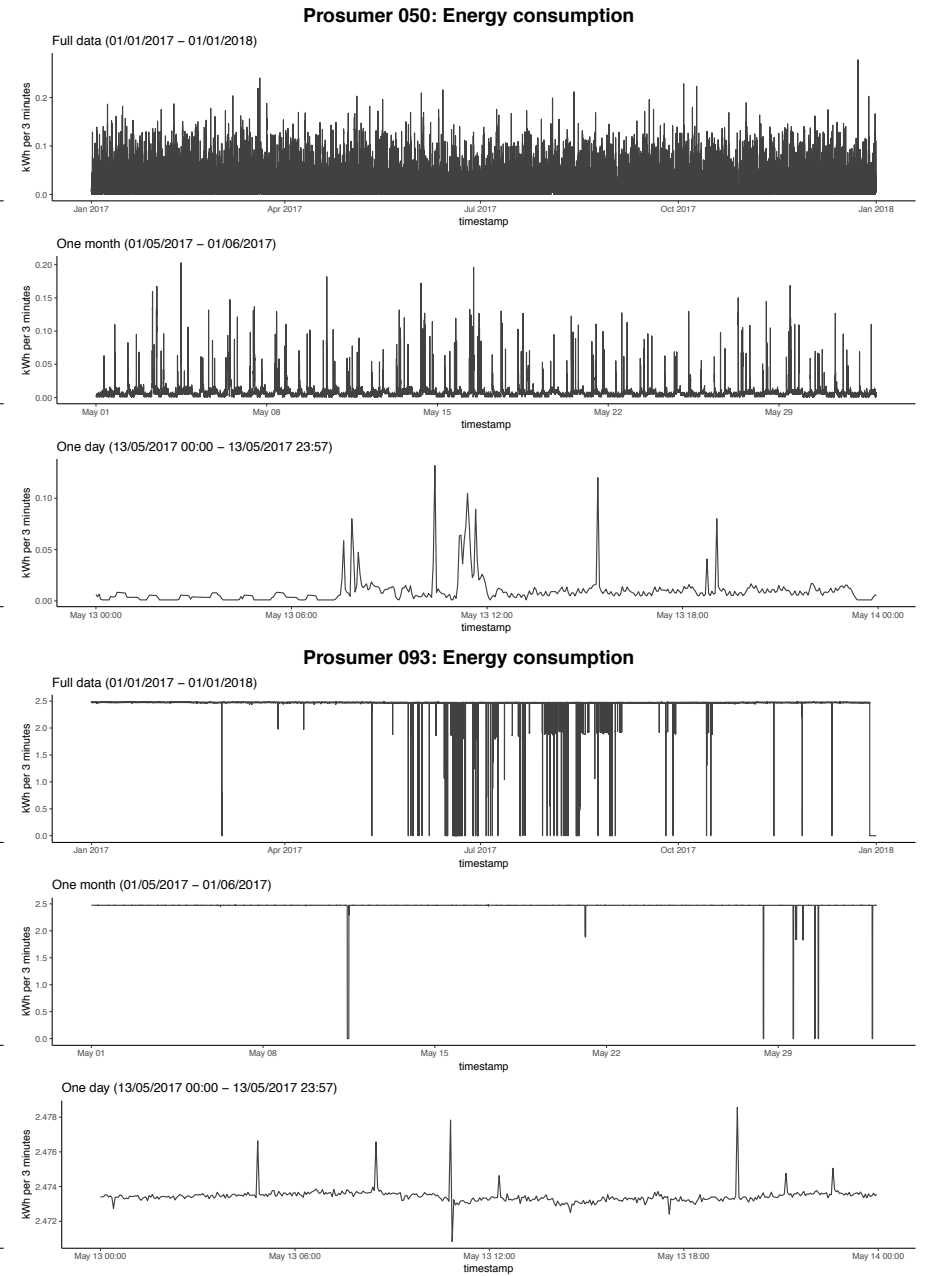 Prosumer 050: Energy consumption
Full data (01/01/2017 − 01/01/2018)
kWh per 3 minutes
0.2
0.1
0.0
Jan 2017 Apr 2017 Jul 2017 Oct 2017 Jan 2018
timestamp
One month (01/05/2017 − 01/06/2017)
kWh per 3 minutes
0.20
0.15
0.10
0.05
0.00
May 01 May 08 May 15 May 22 May 29
timestamp
One day (13/05/2017 00:00 − 13/05/2017 23:57)
kWh per 3 minutes
0.10
0.05
0.00
May 13 00:00 May 13 06:00 May 13 12:00 May 13 18:00 May 14 00:00
timestamp
Prosumer 093: Energy consumption
Full data (01/01/2017 − 01/01/2018)
kWh per 3 minutes
2.5
2.0
1.5
1.0
0.5
0.0
Jan 2017 Apr 2017 Jul 2017 Oct 2017 Jan 2018
timestamp
One month (01/05/2017 − 01/06/2017)
kWh per 3 minutes
2.5
2.0
1.5
1.0
0.5
0.0
May 01 May 08 May 15 May 22 May 29
timestamp
One day (13/05/2017 00:00 − 13/05/2017 23:57)
kWh per 3 minutes
2.478
2.476
2.474
2.472
May 13 00:00 May 13 06:00 May 13 12:00 May 13 18:00 May 14 00:00
timestamp